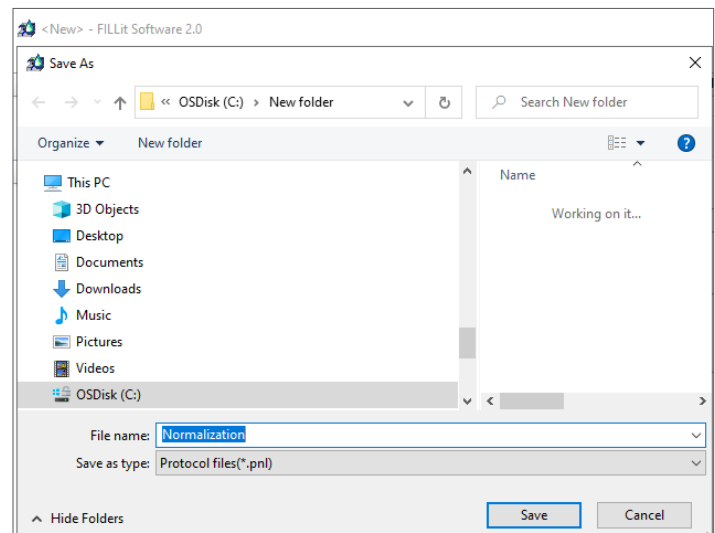 <New> - FILLit Software 2.0
Save As
« OSDisk (C:) › New folder
Search New folder
Organize
New folder
This PC
3D Objects
Desktop
Documents
Downloads
Music
Pictures
Videos
OSDisk (C:)
Name
Working on it...
File name: Normalization
Save as type: Protocol files(*.pnl)
Hide Folders
Save
Cancel